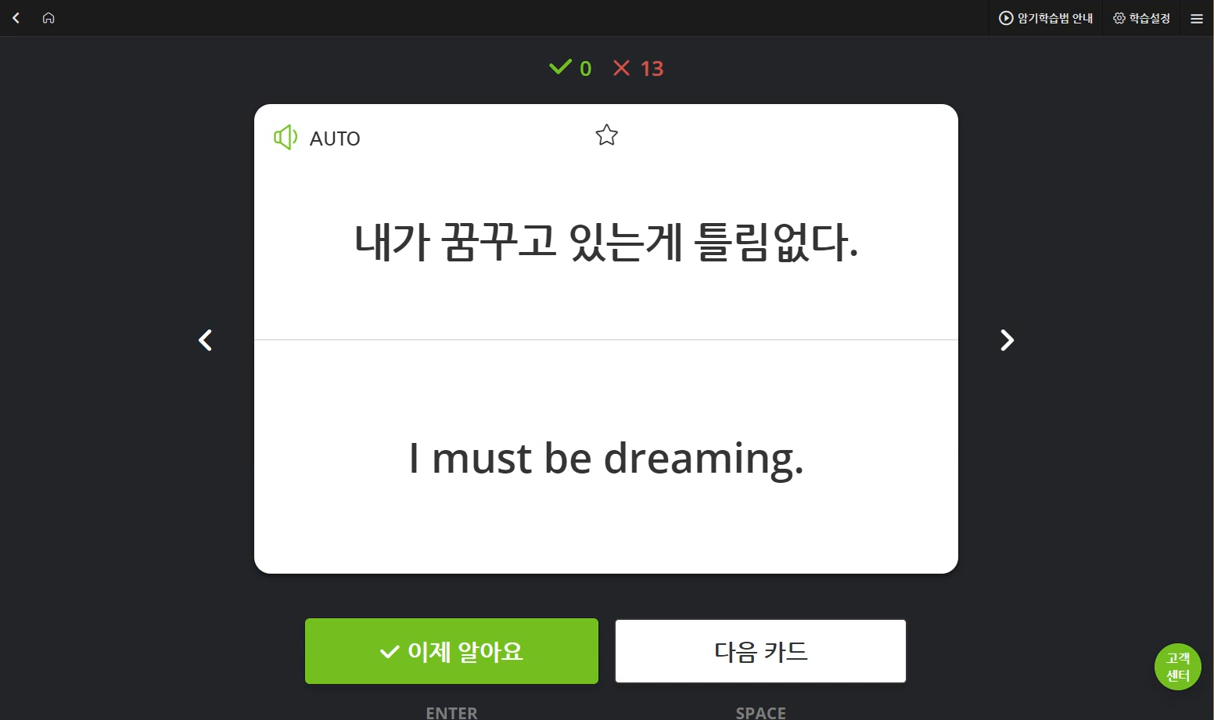 암기학습법 안내
학습설정
0
13
AUTO
내가 꿈꾸고 있는게 틀림없다.
I must be dreaming.
이제 알아요
다음 카드
고객
센터
ENTER
SPACE